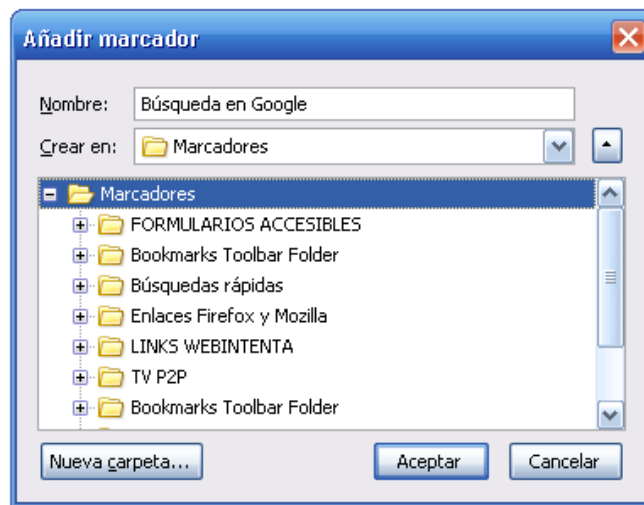 Añadir marcador
Nombre: Búsqueda en Google
Crear en: Marcadores
Marcadores
FORMULARIOS ACCESIBLES
Bookmarks Toolbar Folder
Búsquedas rápidas
Enlaces Firefox y Mozilla
LINKS WEBINTENTA
TV P2P
Bookmarks Toolbar Folder
Nueva carpeta... Aceptar Cancelar